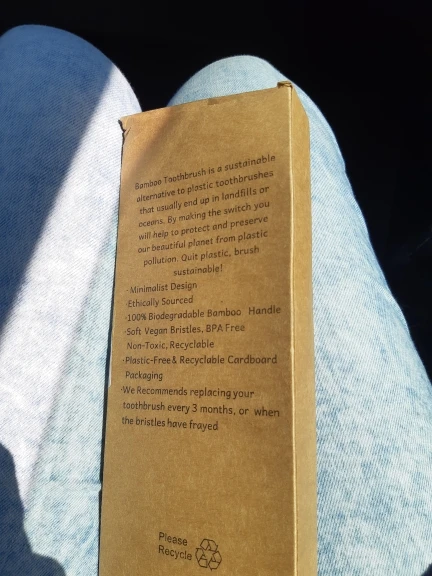 Bamboo Toothbrush is a sustainable
alternative to plastic toothbrushes
that usually end up in landfills or
oceans. By making the switch you
will help to protect and preserve
our beautiful planet from plastic
pollution. Quit plastic, brush
sustainable!
· Minimalist Design
Ethically Sourced
·100% Biodegradable Bamboo Handle
·Soft Vegan Bristles, BPA Free
Non-Toxic, Recyclable
·Plastic-Free & Recyclable Cardboard
Packaging
·We Recommends replacing your
toothbrush every 3 months, or when
the bristles have frayed
Please
Recycle